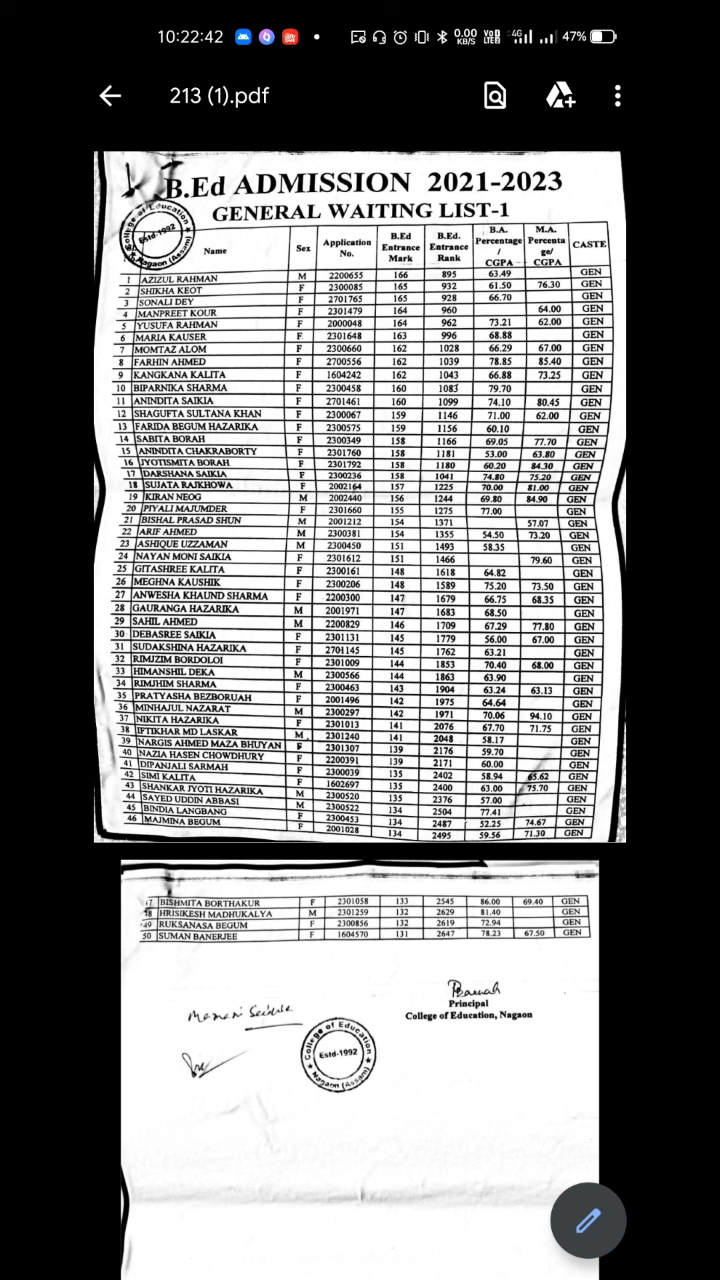 10:22:42 0.00 KB/S 4G 47%
213 (1).pdf
B.Ed ADMISSION 2021-2023
GENERAL WAITING LIST-1
College of Education Estd-1992 Nagaon (Assam)
Name Sex Application No. B.Ed Entrance Mark B.Ed. Entrance Rank B.A. Percentage / CGPA M.A. Percenta ge/ CGPA CASTE
1 AZIZUL RAHMAN M 2200655 166 895 63.49 GEN
2 SHIKHA KEOT F 2300085 165 932 61.50 76.30 GEN
3 SONALI DEY F 2701765 165 928 66.70 GEN
4 MANPREET KOUR F 2301479 164 960 64.00 GEN
5 YUSUFA RAHMAN F 2000048 164 962 73.21 62.00 GEN
6 MARIA KAUSER F 2301648 163 996 68.88 GEN
7 MOMTAZ ALOM F 2300660 162 1028 66.29 67.00 GEN
8 FARHIN AHMED F 2700556 162 1039 78.85 85.40 GEN
9 KANGKANA KALITA F 1604242 162 1043 66.88 73.25 GEN
10 BIPARNIKA SHARMA F 2300458 160 1083 79.70 GEN
11 ANINDITA SAIKIA F 2701461 160 1099 74.10 80.45 GEN
12 SHAGUFTA SULTANA KHAN F 2300067 159 1146 71.00 62.00 GEN
13 FARIDA BEGUM HAZARIKA F 2300575 159 1156 60.10 GEN
14 SABITA BORAH F 2300349 158 1166 69.05 77.70 GEN
15 ANINDITA CHAKRABORTY F 2301760 158 1181 53.00 63.80 GEN
16 JYOTISMITA BORAH F 2301792 158 1180 60.20 84.30 GEN
17 DARSHANA SAIKIA F 2300236 158 1041 74.80 75.20 GEN
18 SUJATA RAJKHOWA F 2002164 157 1225 70.00 81.00 GEN
19 KIRAN NEOG M 2002440 156 1244 69.80 84.90 GEN
20 PIYALI MAJUMDER F 2301660 155 1275 77.00 GEN
21 BISHAL PRASAD SHUN M 2001212 154 1371 57.07 GEN
22 ARIF AHMED M 2300381 154 1355 54.50 73.20 GEN
23 ASHIQUE UZZAMAN M 2300450 151 1493 58.35 GEN
24 NAYAN MONI SAIKIA F 2301612 151 1466 79.60 GEN
25 GITASHREE KALITA F 2300161 148 1618 64.82 GEN
26 MEGHNA KAUSHIK F 2300206 148 1589 75.20 73.50 GEN
27 ANWESHA KHAUND SHARMA F 2200300 147 1679 66.75 68.35 GEN
28 GAURANGA HAZARIKA M 2001971 147 1683 68.50 GEN
29 SAHIL AHMED M 2200829 146 1709 67.29 77.80 GEN
30 DEBASREE SAIKIA F 2301131 145 1779 56.00 67.00 GEN
31 SUDAKSHINA HAZARIKA F 2701145 145 1762 63.21 GEN
32 RIMJZIM BORDOLOI F 2301009 144 1853 70.40 68.00 GEN
33 HIMANSHIL DEKA M 2300566 144 1863 63.90 GEN
34 RIMJHIM SHARMA F 2300463 143 1904 63.24 63.13 GEN
35 PRATYASHA BEZBORUAH F 2001496 142 1975 64.64 GEN
36 MINHAJUL NAZARAT M 2300297 142 1971 70.06 94.10 GEN
37 NIKITA HAZARIKA F 2301013 141 2076 67.70 71.75 GEN
38 IFTIKHAR MD LASKAR M 2301240 141 2048 58.17 GEN
39 NARGIS AHMED MAZA BHUYAN F 2301307 139 2176 59.70 GEN
40 NAZIA HASEN CHOWDHURY F 2200391 139 2171 60.00 GEN
41 DIPANJALI SARMAH F 2300039 135 2402 58.94 65.62 GEN
42 SIMI KALITA F 1602697 135 2400 63.00 75.70 GEN
43 SHANKAR JYOTI HAZARIKA M 2300520 135 2376 57.00 GEN
44 SAYED UDDIN ABBASI M 2300522 134 2504 77.41 GEN
45 BINDIA LANGBANG F 2300453 134 2487 52.25 74.67 GEN
46 MAJMINA BEGUM F 2001028 134 2495 59.56 71.30 GEN
47 BISHMITA BORTHAKUR F 2301058 133 2545 86.00 69.40 GEN
48 HRISIKESH MADHUKALYA M 2301259 132 2629 81.40 GEN
49 RUKSANASA BEGUM F 2300856 132 2619 72.94 GEN
50 SUMAN BANERJEE F 1604570 131 2647 78.23 67.50 GEN
Principal
College of Education, Nagaon
College of Education Estd-1992 Nagaon (Assam)